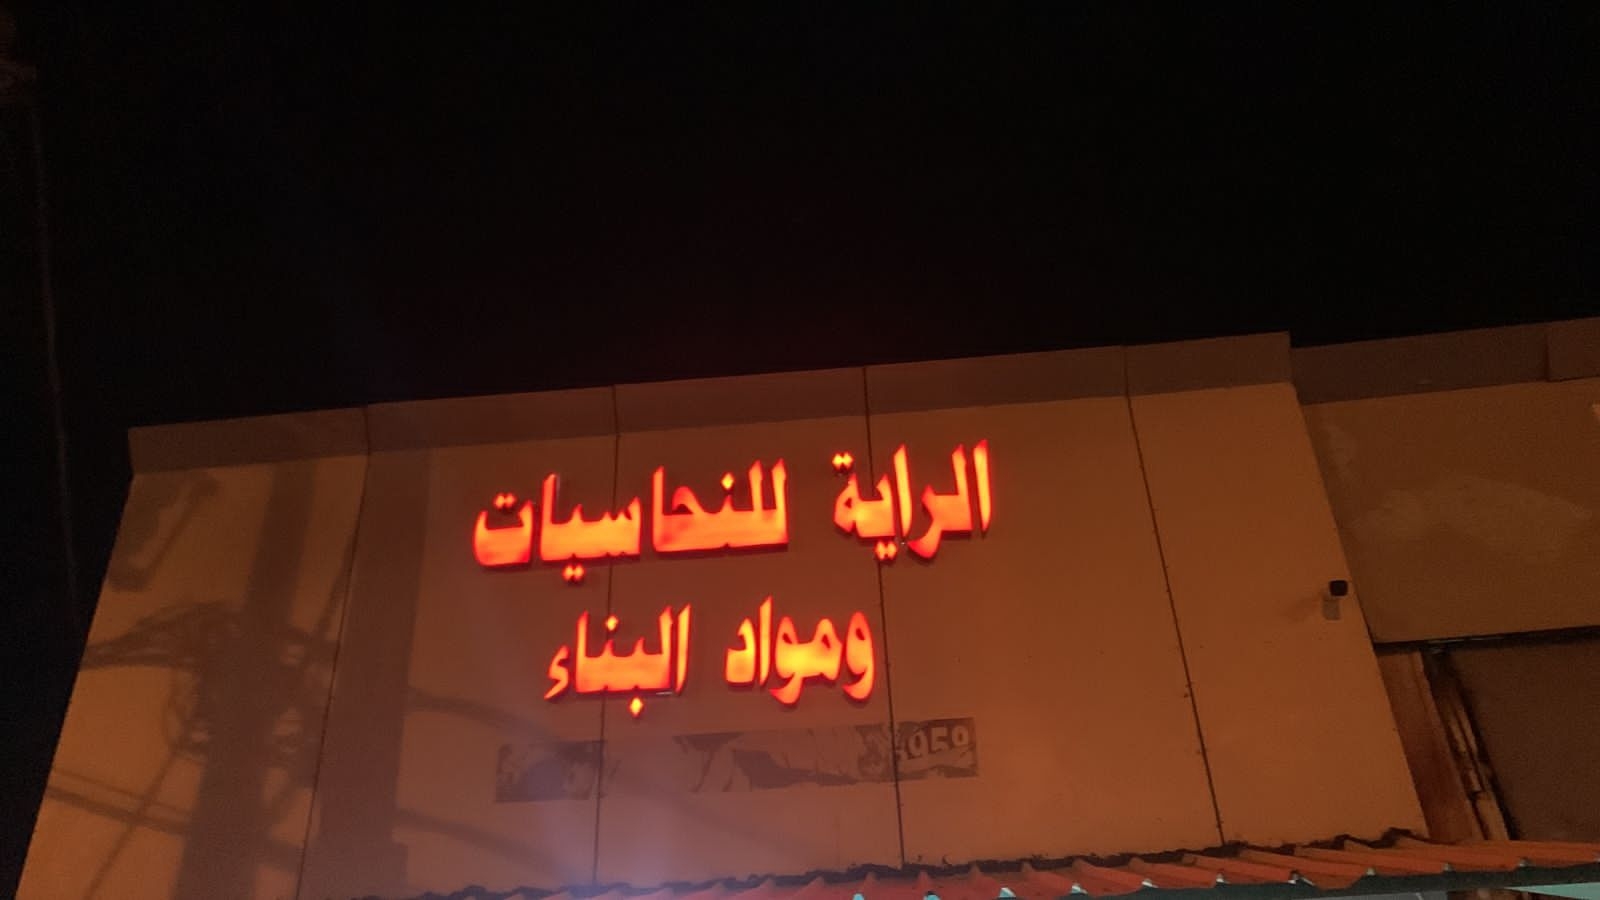 الراية للنحاسيات
ومواد البناء